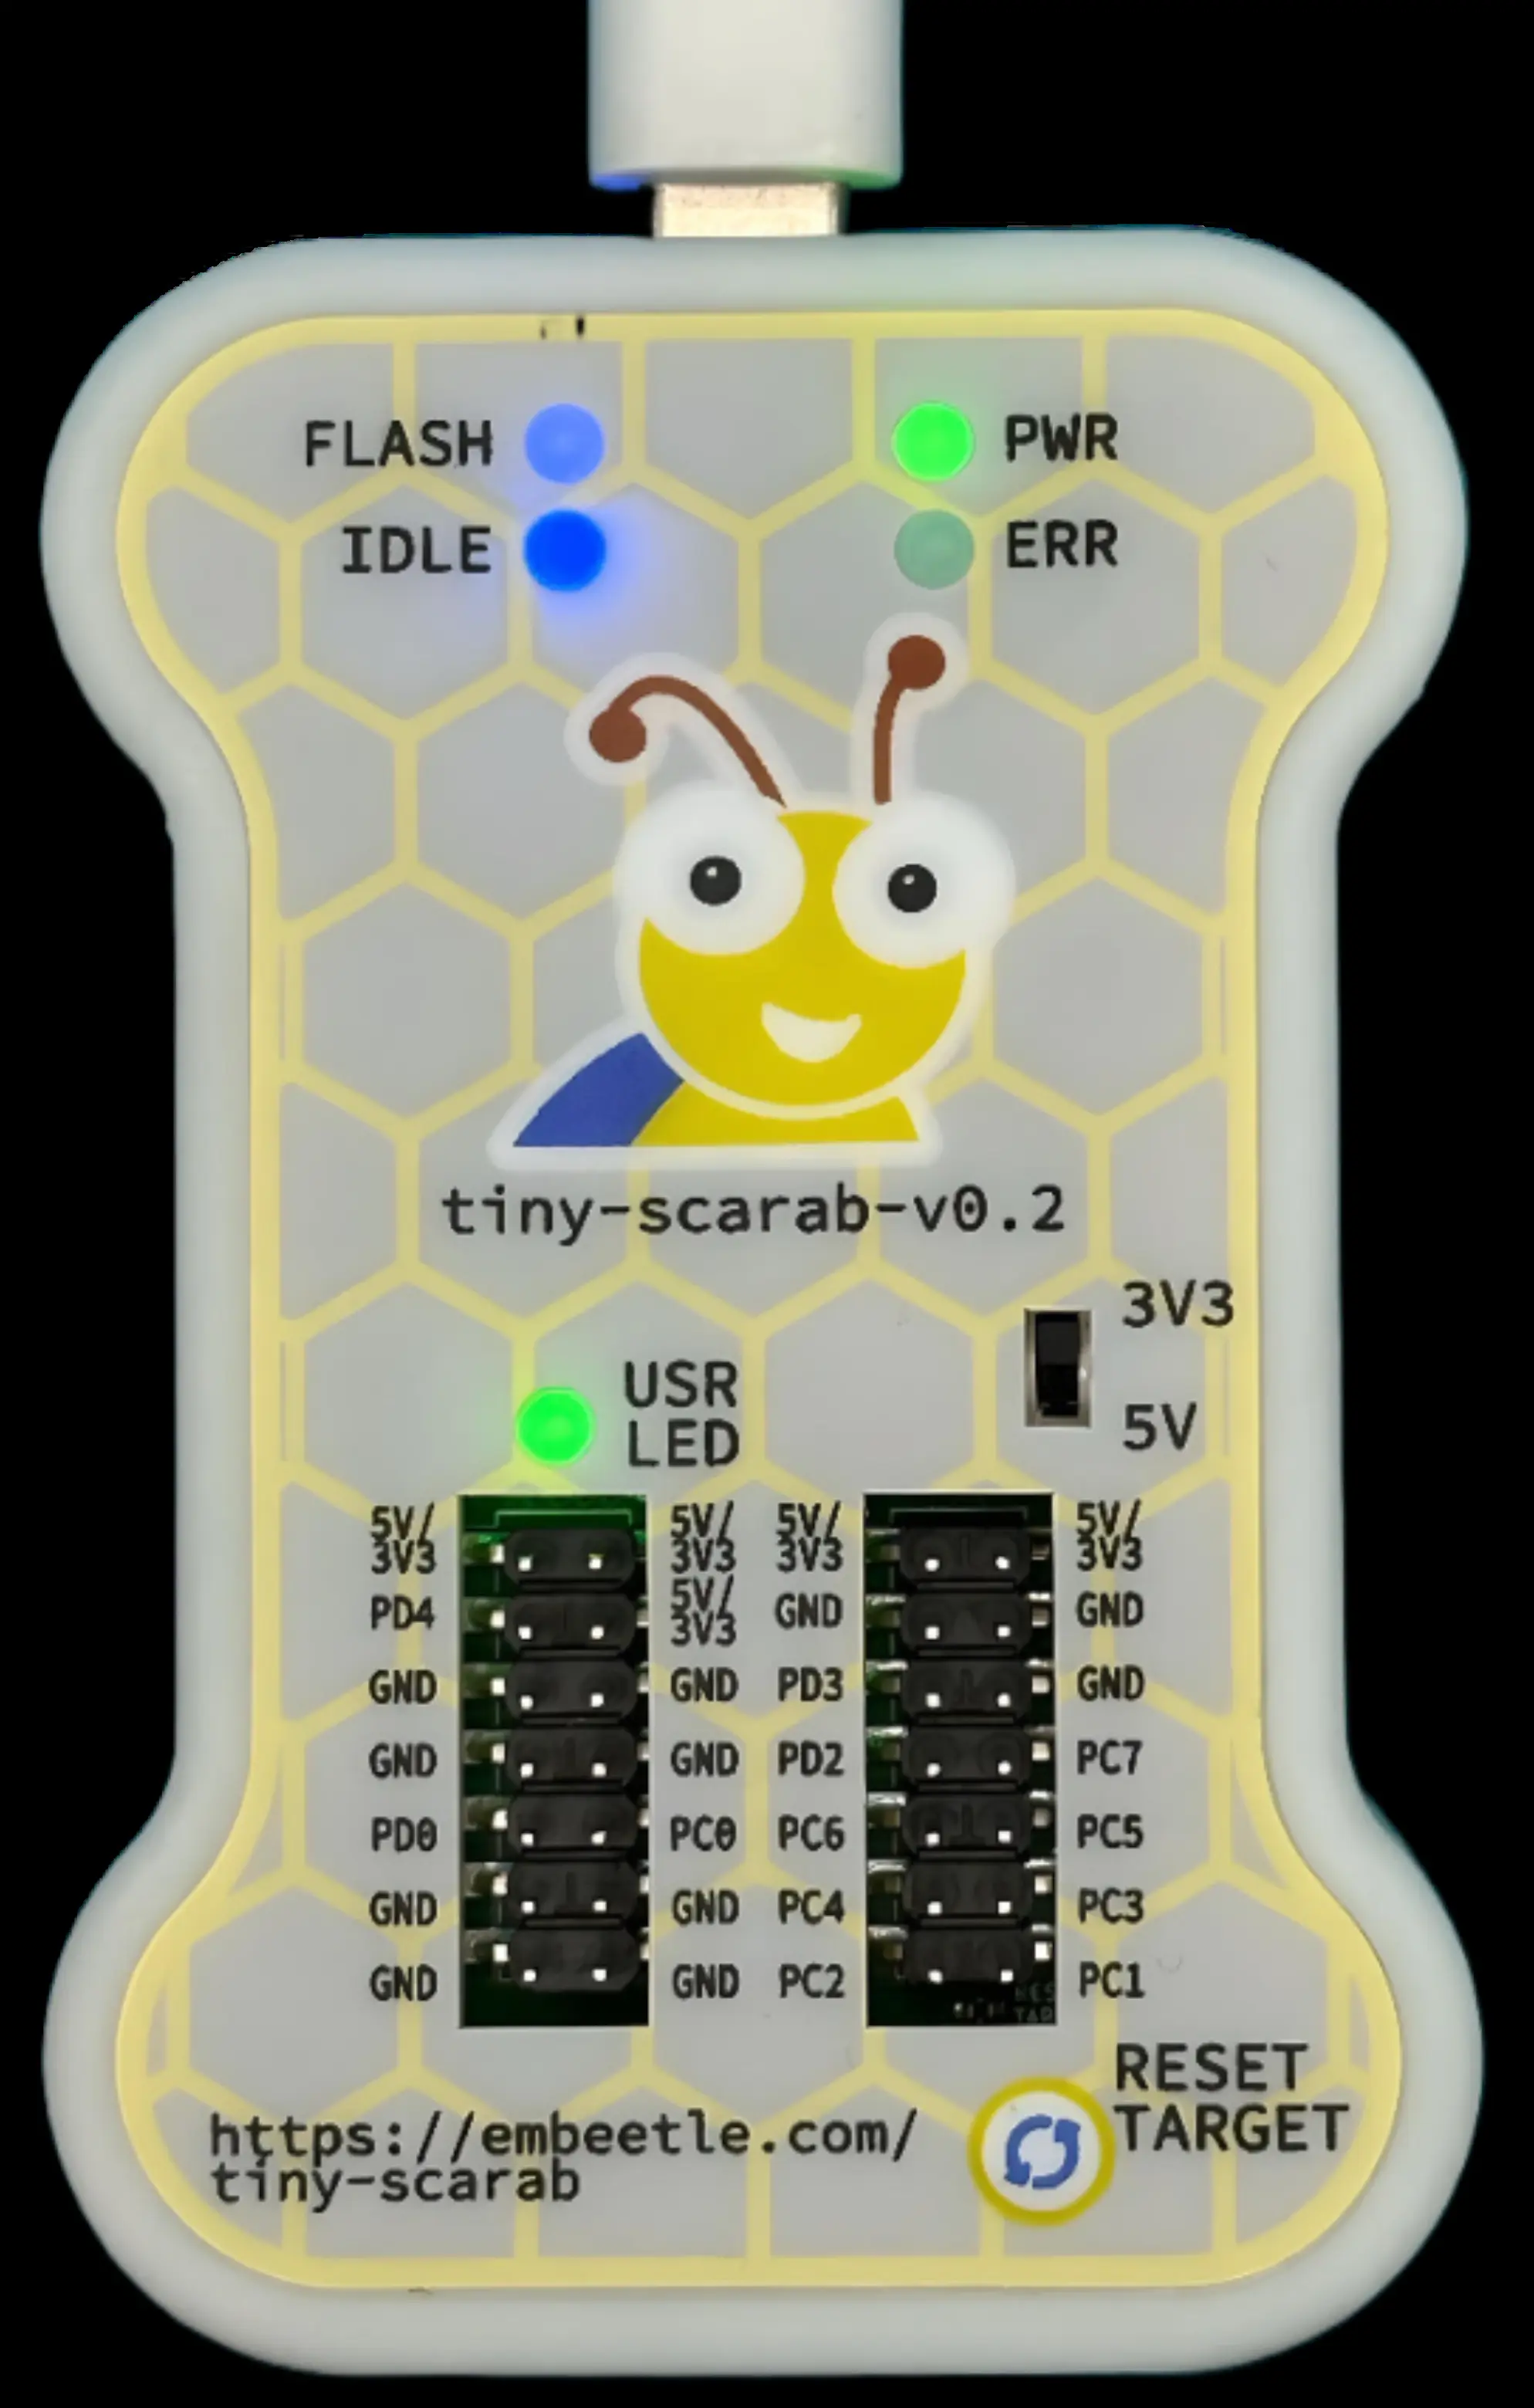 FLASH
PWR
IDLE
ERR
tiny-scarab-v0.2
3V3
5V
USR
LED
5V/ 5V/ 5V/ 5V/
3V3 3V3 3V3 3V3
PD4 5V/ GND GND
3V3
GND GND PD3 GND
GND GND PD2 PC7
PD0 PC0 PC6 PC5
GND GND PC4 PC3
GND GND PC2 PC1
RESET
TARGET
https://embeetle.com/
tiny-scarab